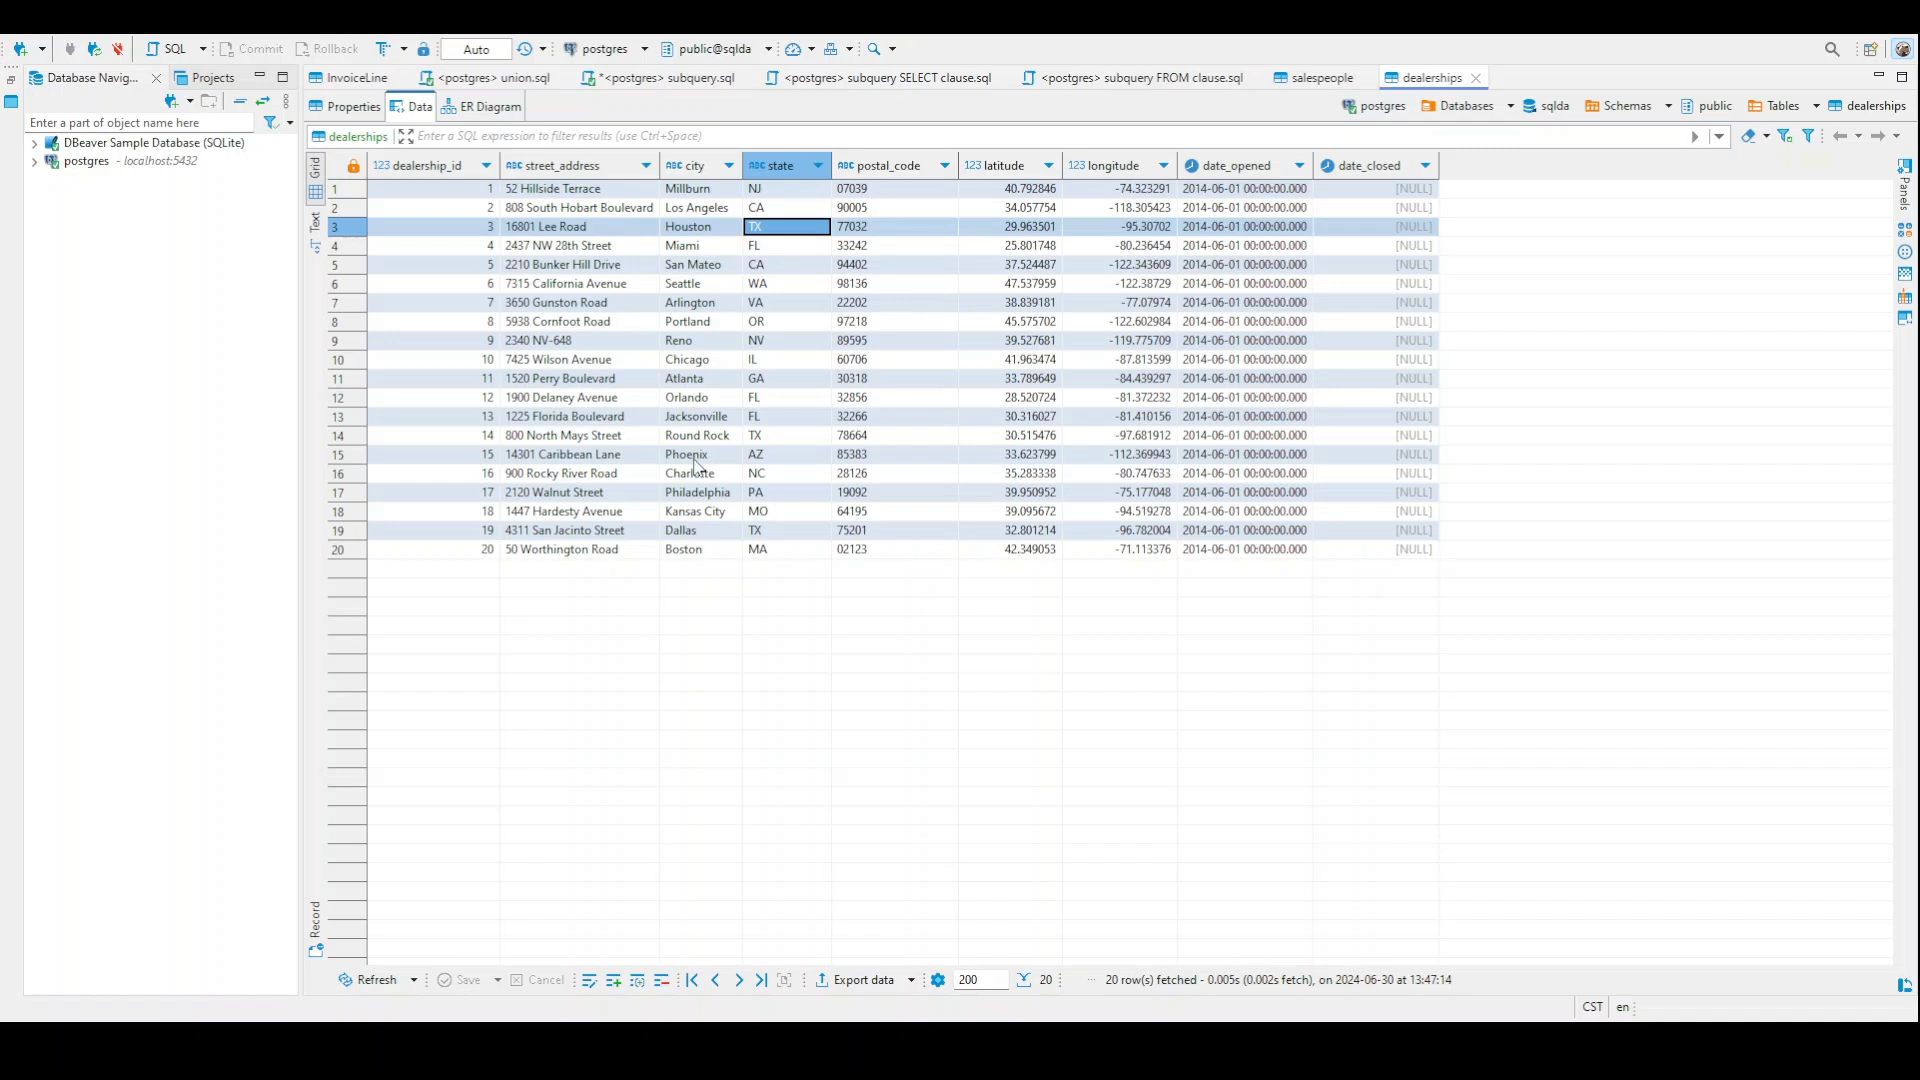 SQL Commit Rollback Auto postgres public@sqlda
Database Navig... Projects InvoiceLine <postgres> union.sql *<postgres> subquery.sql <postgres> subquery SELECT clause.sql <postgres> subquery FROM clause.sql salespeople dealerships
Properties Data ER Diagram postgres Databases sqlda Schemas public Tables dealerships
Enter a part of object name here
dealerships Enter a SQL expression to filter results (use Ctrl+Space)
DBeaver Sample Database (SQLite)
postgres - localhost:5432
Grid
Text
Record
Panels
123 dealership_id ABC street_address ABC city ABC state ABC postal_code 123 latitude 123 longitude date_opened date_closed
1 1 52 Hillside Terrace Millburn NJ 07039 40.792846 -74.323291 2014-06-01 00:00:00.000 [NULL]
2 2 808 South Hobart Boulevard Los Angeles CA 90005 34.057754 -118.305423 2014-06-01 00:00:00.000 [NULL]
3 3 16801 Lee Road Houston TX 77032 29.963501 -95.30702 2014-06-01 00:00:00.000 [NULL]
4 4 2437 NW 28th Street Miami FL 33242 25.801748 -80.236454 2014-06-01 00:00:00.000 [NULL]
5 5 2210 Bunker Hill Drive San Mateo CA 94402 37.524487 -122.343609 2014-06-01 00:00:00.000 [NULL]
6 6 7315 California Avenue Seattle WA 98136 47.537959 -122.38729 2014-06-01 00:00:00.000 [NULL]
7 7 3650 Gunston Road Arlington VA 22202 38.839181 -77.07974 2014-06-01 00:00:00.000 [NULL]
8 8 5938 Cornfoot Road Portland OR 97218 45.575702 -122.602984 2014-06-01 00:00:00.000 [NULL]
9 9 2340 NV-648 Reno NV 89595 39.527681 -119.775709 2014-06-01 00:00:00.000 [NULL]
10 10 7425 Wilson Avenue Chicago IL 60706 41.963474 -87.813599 2014-06-01 00:00:00.000 [NULL]
11 11 1520 Perry Boulevard Atlanta GA 30318 33.789649 -84.439297 2014-06-01 00:00:00.000 [NULL]
12 12 1900 Delaney Avenue Orlando FL 32856 28.520724 -81.372232 2014-06-01 00:00:00.000 [NULL]
13 13 1225 Florida Boulevard Jacksonville FL 32266 30.316027 -81.410156 2014-06-01 00:00:00.000 [NULL]
14 14 800 North Mays Street Round Rock TX 78664 30.515476 -97.681912 2014-06-01 00:00:00.000 [NULL]
15 15 14301 Caribbean Lane Phoenix AZ 85383 33.623799 -112.369943 2014-06-01 00:00:00.000 [NULL]
16 16 900 Rocky River Road Charlotte NC 28126 35.283338 -80.747633 2014-06-01 00:00:00.000 [NULL]
17 17 2120 Walnut Street Philadelphia PA 19092 39.950952 -75.177048 2014-06-01 00:00:00.000 [NULL]
18 18 1447 Hardesty Avenue Kansas City MO 64195 39.095672 -94.519278 2014-06-01 00:00:00.000 [NULL]
19 19 4311 San Jacinto Street Dallas TX 75201 32.801214 -96.782004 2014-06-01 00:00:00.000 [NULL]
20 20 50 Worthington Road Boston MA 02123 42.349053 -71.113376 2014-06-01 00:00:00.000 [NULL]
Refresh Save Cancel Export data 200 20 ... 20 row(s) fetched - 0.005s (0.002s fetch), on 2024-06-30 at 13:47:14
CST en